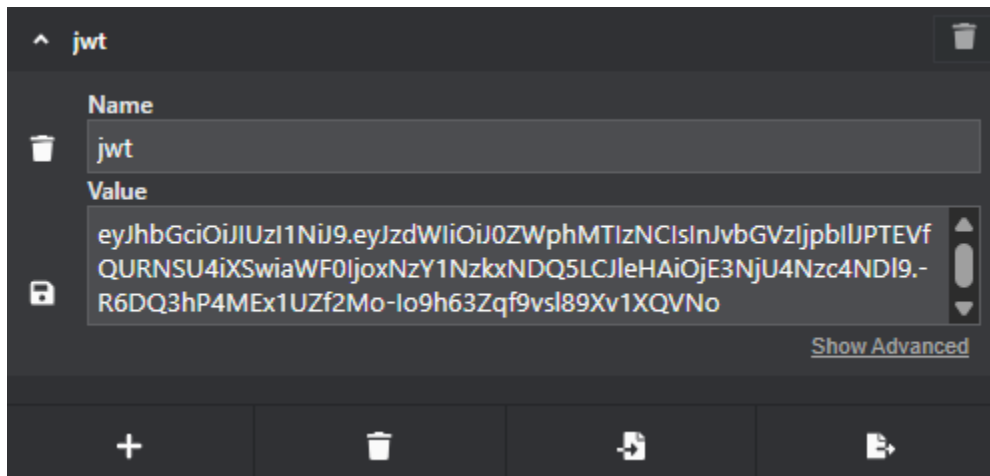 jwt
Name
jwt
Value
eyJhbGciOiJIUzI1NiJ9.eyJzdWIiOiJ0ZWphMTIzNCIsInJvbGVzIjpbIlJPTEVf
QURNSU4iXSwiaWF0IjoxNzY1NzkxNDQ5LCJleHAiOjE3NjU4Nzc4NDl9.-
R6DQ3hP4MEx1UZf2Mo-Io9h63Zqf9vsl89Xv1XQVNo
Show Advanced